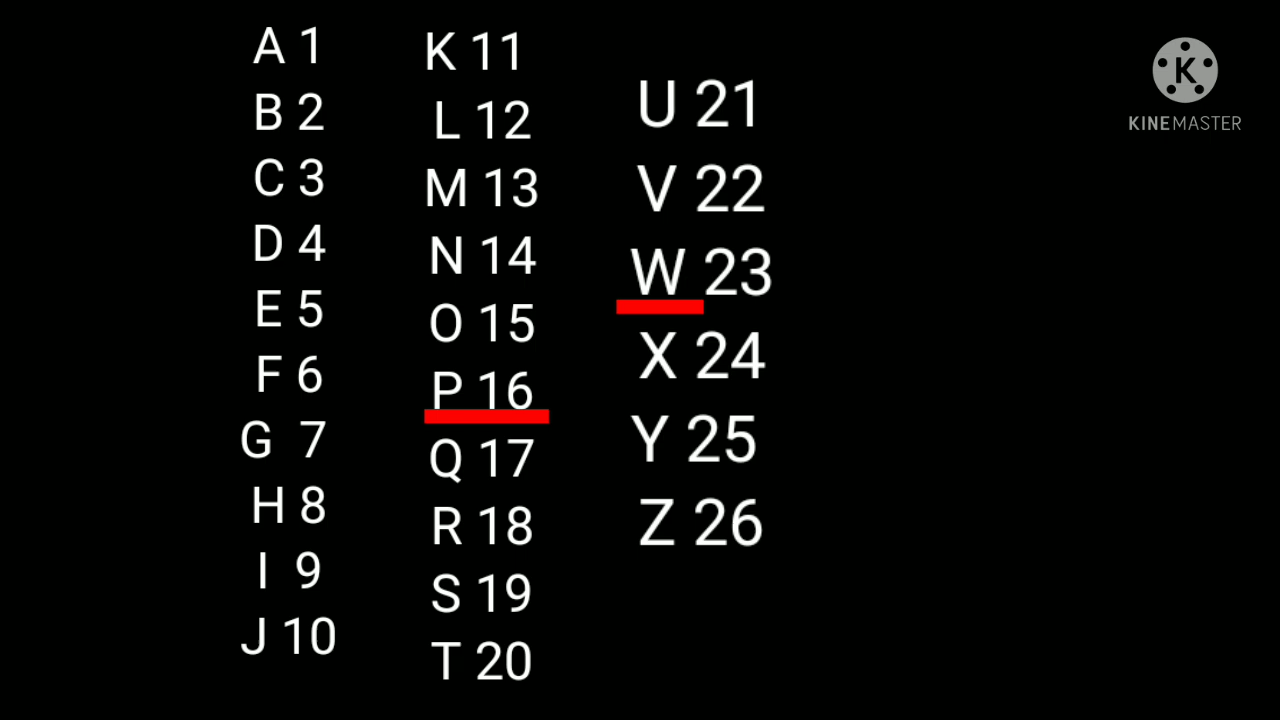 A 1
B 2
C 3
D 4
E 5
F 6
G 7
H 8
I 9
J 10
K 11
L 12
M 13
N 14
O 15
P 16
Q 17
R 18
S 19
T 20
U 21
V 22
W 23
X 24
Y 25
Z 26
K
KINEMASTER